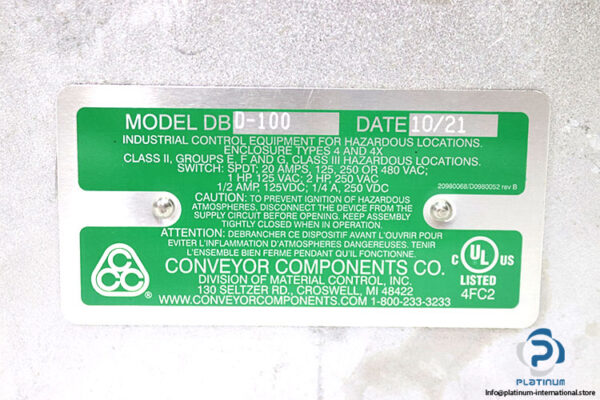 MODEL DB D-100 DATE 10/21
INDUSTRIAL CONTROL EQUIPMENT FOR HAZARDOUS LOCATIONS.
ENCLOSURE TYPES 4 AND 4X
CLASS II, GROUPS E, F AND G, CLASS III HAZARDOUS LOCATIONS.
SWITCH: SPDT; 20 AMPS, 125, 250 OR 480 VAC;
1 HP, 125 VAC; 2 HP, 250 VAC
1/2 AMP, 125VDC; 1/4 A, 250 VDC
20980068/D0980052 rev B
CAUTION: TO PREVENT IGNITION OF HAZARDOUS
ATMOSPHERES, DISCONNECT THE DEVICE FROM THE
SUPPLY CIRCUIT BEFORE OPENING. KEEP ASSEMBLY
TIGHTLY CLOSED WHEN IN OPERATION.
ATTENTION: DEBRANCHER CE DISPOSITIF AVANT L'OUVRIR POUR
EVITER L'INFLAMMATION D'ATMOSPHERES DANGEREUSES. TENIR
L'ENSEMBLE BIEN FERME PENDANT QU'IL FONCTIONNE.
CCC ®
CONVEYOR COMPONENTS CO.
DIVISION OF MATERIAL CONTROL, INC.
130 SELTZER RD., CROSWELL, MI 48422
WWW.CONVEYORCOMPONENTS.COM 1-800-233-3233
C UL US
®
LISTED
4FC2
PLATINUM
Info@platinum-international.store